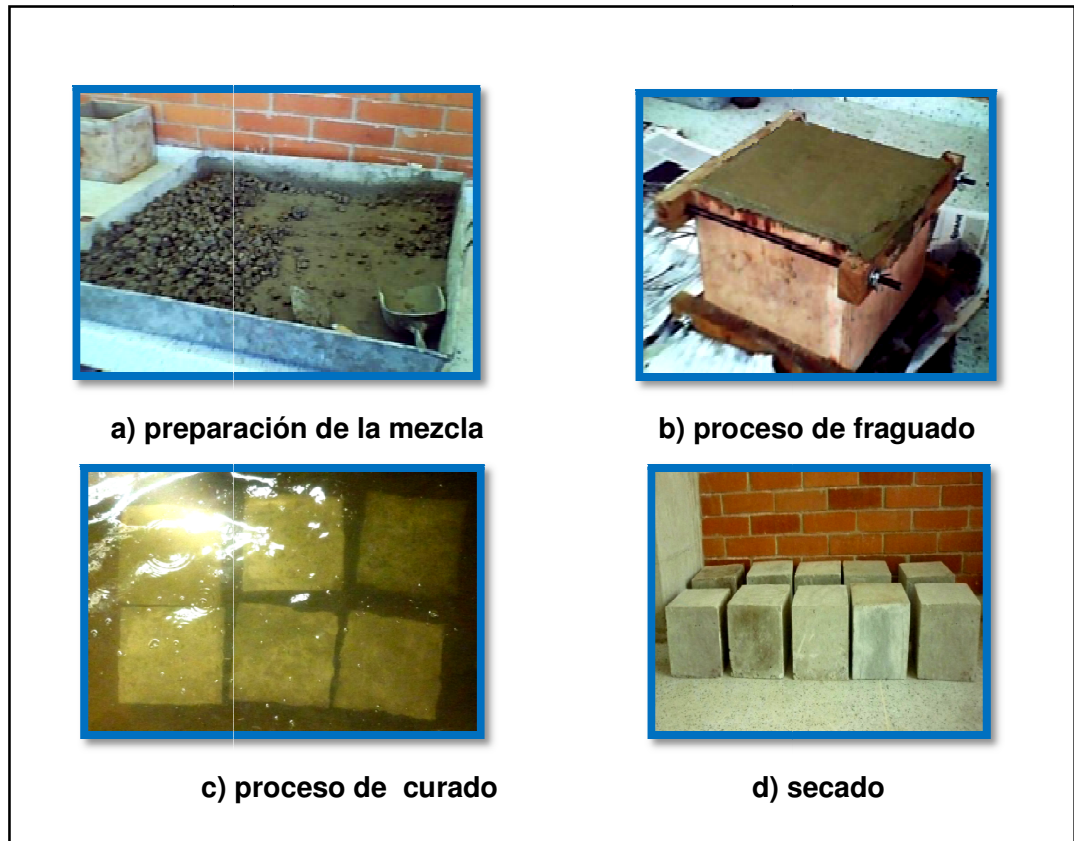 a) preparación de la mezcla
b) proceso de fraguado
c) proceso de curado
d) secado